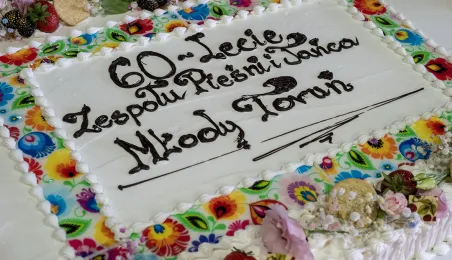 60-Lecie
Zespołu Pieśni i Tańca
Młody Toruń